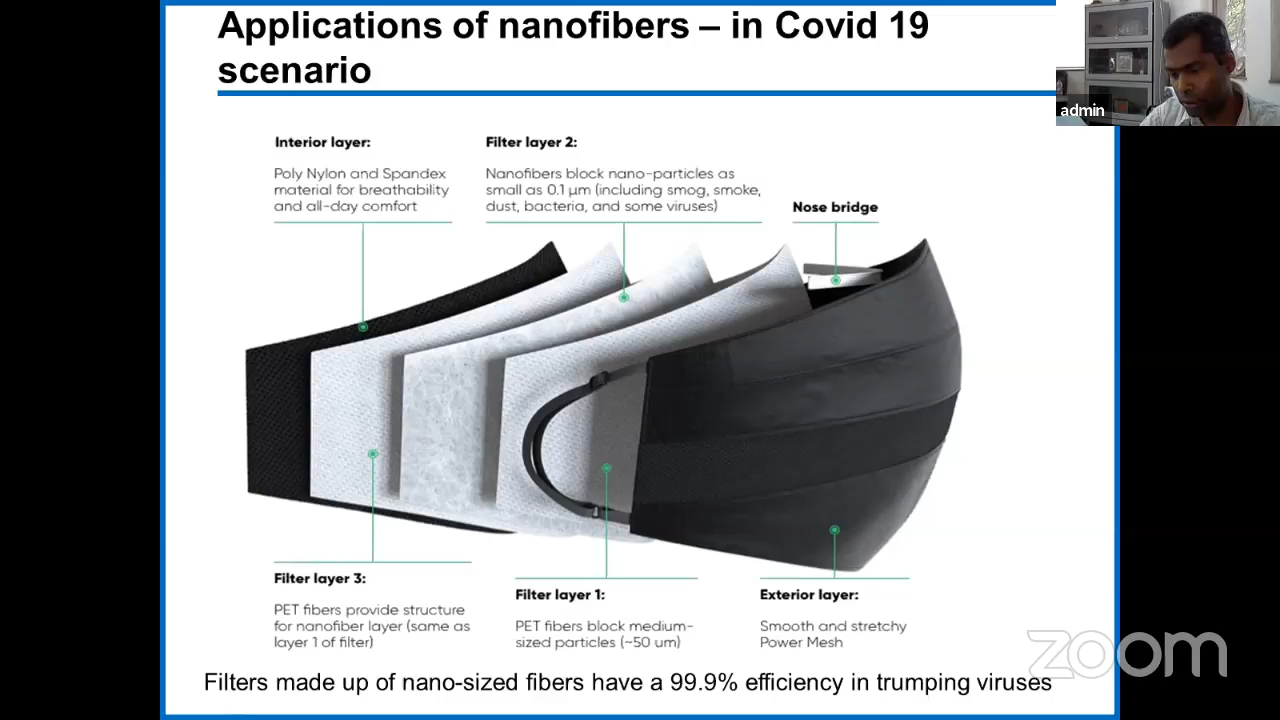 Applications of nanofibers – in Covid 19
scenario
admin
Interior layer:
Poly Nylon and Spandex
material for breathability
and all-day comfort
Filter layer 2:
Nanofibers block nano-particles as
small as 0.1 µm (including smog, smoke,
dust, bacteria, and some viruses)
Nose bridge
Filter layer 3:
PET fibers provide structure
for nanofiber layer (same as
layer 1 of filter)
Filter layer 1:
PET fibers block medium-
sized particles (~50 um)
Exterior layer:
Smooth and stretchy
Power Mesh
zoom
Filters made up of nano-sized fibers have a 99.9% efficiency in trumping viruses